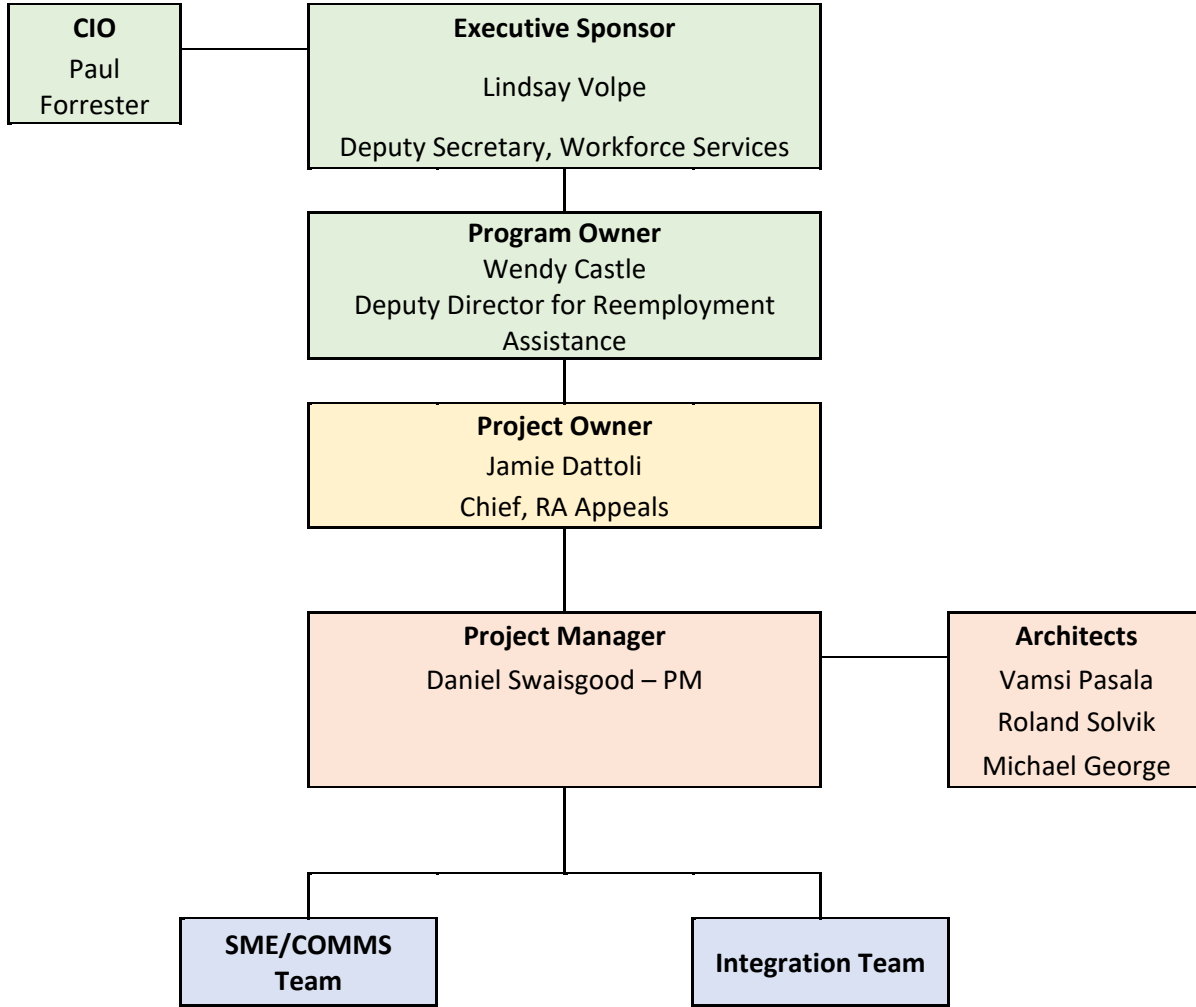 CIO
Paul
Forrester
Executive Sponsor
Lindsay Volpe
Deputy Secretary, Workforce Services
Program Owner
Wendy Castle
Deputy Director for Reemployment
Assistance
Project Owner
Jamie Dattoli
Chief, RA Appeals
Project Manager
Daniel Swaisgood – PM
Architects
Vamsi Pasala
Roland Solvik
Michael George
SME/COMMS
Team
Integration Team